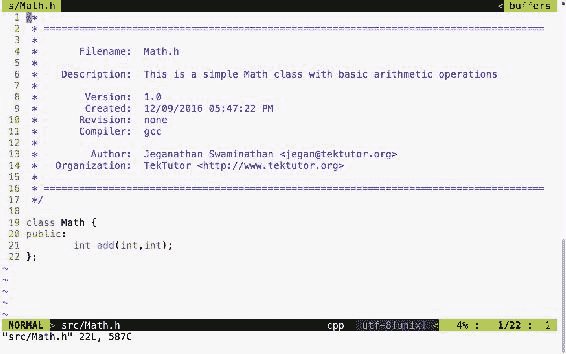 s/Math.h < buffers
1 /*
2 * =====================================================================================
3 *
4 * Filename: Math.h
5 *
6 * Description: This is a simple Math class with basic arithmetic operations
7 *
8 * Version: 1.0
9 * Created: 12/09/2016 05:47:22 PM
10 * Revision: none
11 * Compiler: gcc
12 *
13 * Author: Jeganathan Swaminathan <jegan@tektutor.org>
14 * Organization: TekTutor <http://www.tektutor.org>
15 *
16 * =====================================================================================
17 */
18
19 class Math {
20 public:
21 int add(int,int);
22 };
~
~
~
~
NORMAL > src/Math.h cpp utf-8[unix] < 4% : 1/22 : 1
"src/Math.h" 22L, 587C